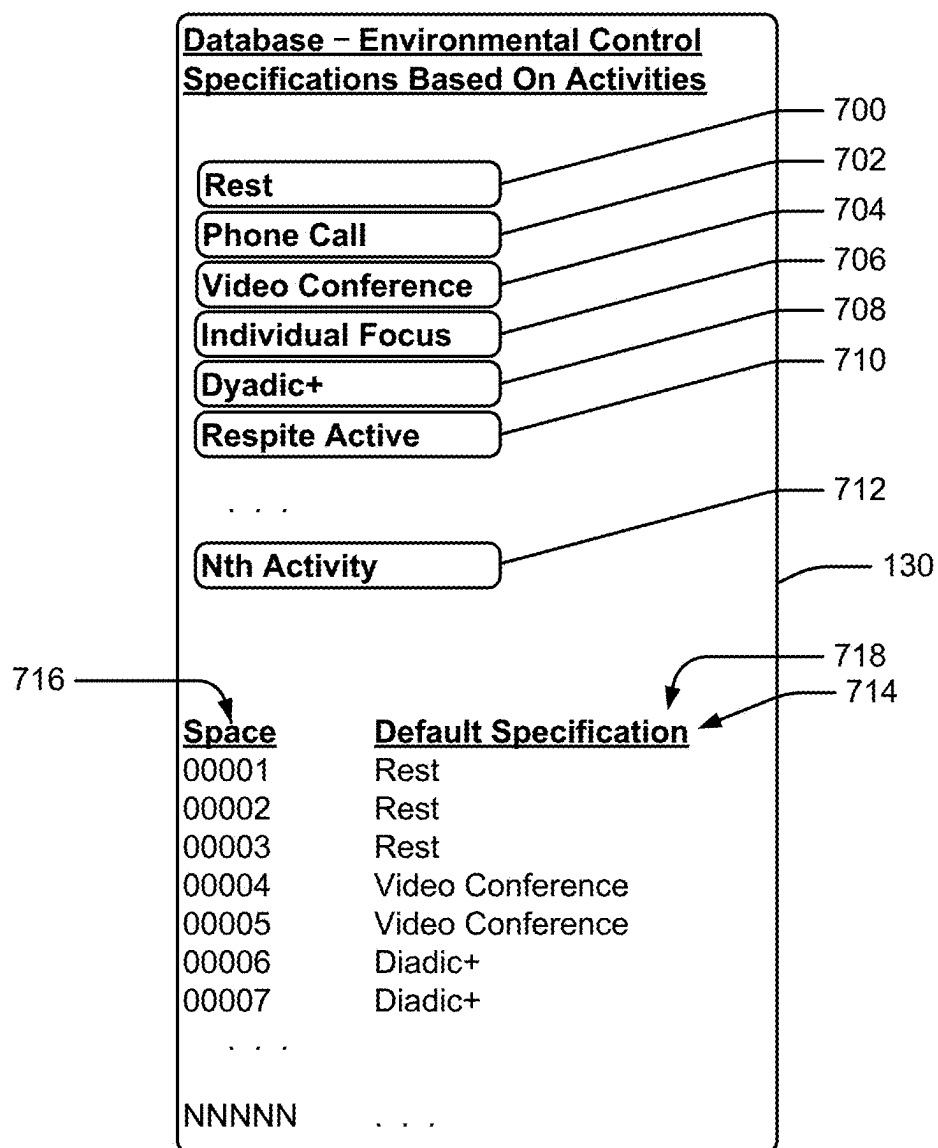 Database – Environmental Control
Specifications Based On Activities
700
Rest
702
Phone Call
704
Video Conference
706
Individual Focus
708
Dyadic+
710
Respite Active
. . .
712
Nth Activity
130
718
716
714
Space Default Specification
00001 Rest
00002 Rest
00003 Rest
00004 Video Conference
00005 Video Conference
00006 Diadic+
00007 Diadic+
. . .
NNNNN . . .